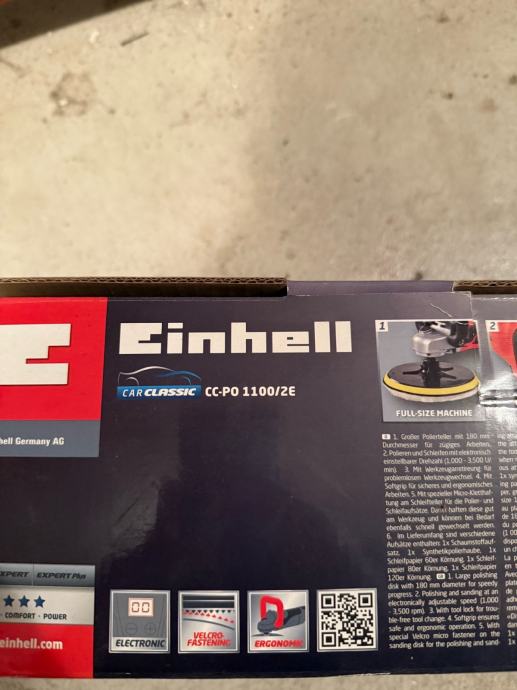 Einhell
CAR CLASSIC CC-PO 1100/2E
hell Germany AG
EXPERT Plus
COMFORT · POWER
einhell.com
00
ELECTRONIC
VELCRO-
FASTENING
ERGONOMIC
1
2
FULL-SIZE MACHINE
1. Großer Polierteller mit 180 mm-
Durchmesser für zügiges Arbeiten.
2. Polieren und Schleifen mit elektronisch
einstellbarer Drehzahl (1.000 - 3.500 U/
min). 3. Mit Werkzeugarretierung für
problemlosen Werkzeugwechsel. 4. Mit
Softgrip für sicheres und ergonomisches
Arbeiten. 5. Mit spezieller Micro-Kletthaf-
tung am Schleifteller für die Polier- und
Schleifaufsätze. Daran haften diese gut
am Werkzeug und können bei Bedarf
ebenfalls schnell gewechselt werden.
6. Im Lieferumfang sind verschiedene
Aufsätze enthalten: 1x Schaumstoffauf-
satz, 1x Synthetikpolierhaube, 1x
Schleifpapier 60er Körnung, 1x Schleif-
papier 80er Körnung, 1x Schleifpapier
120er Körnung. GB 1. Large polishing
disk with 180 mm diameter for speedy
progress. 2. Polishing and sanding at an
electronically adjustable speed (1,000
- 3,500 rpm). 3. With tool lock for trou-
ble-free tool change. 4. Softgrip ensures
safe and ergonomic operation. 5. With
special Velcro micro fastening on the
sanding disk for the polishing and sand-